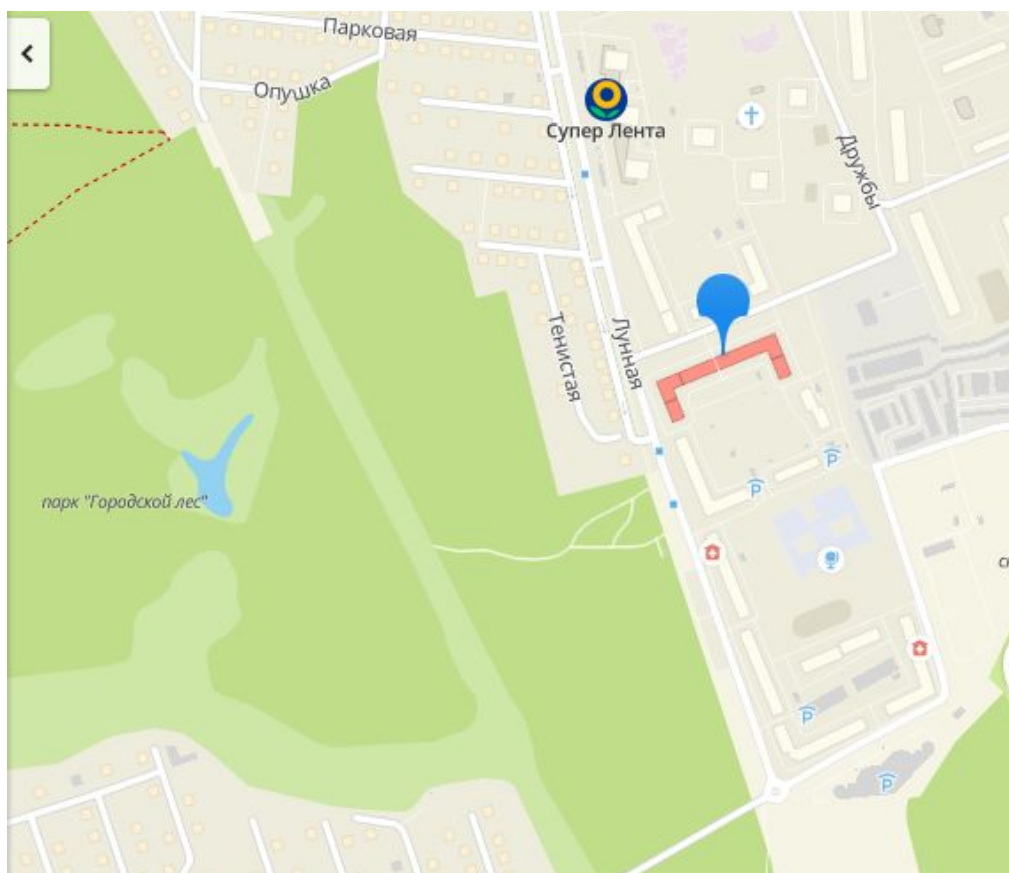 Парковая
Опушка
Супер Лента
Дружбы
Лунная
Тенистая
парк "Городской лес"
P
P
P
P